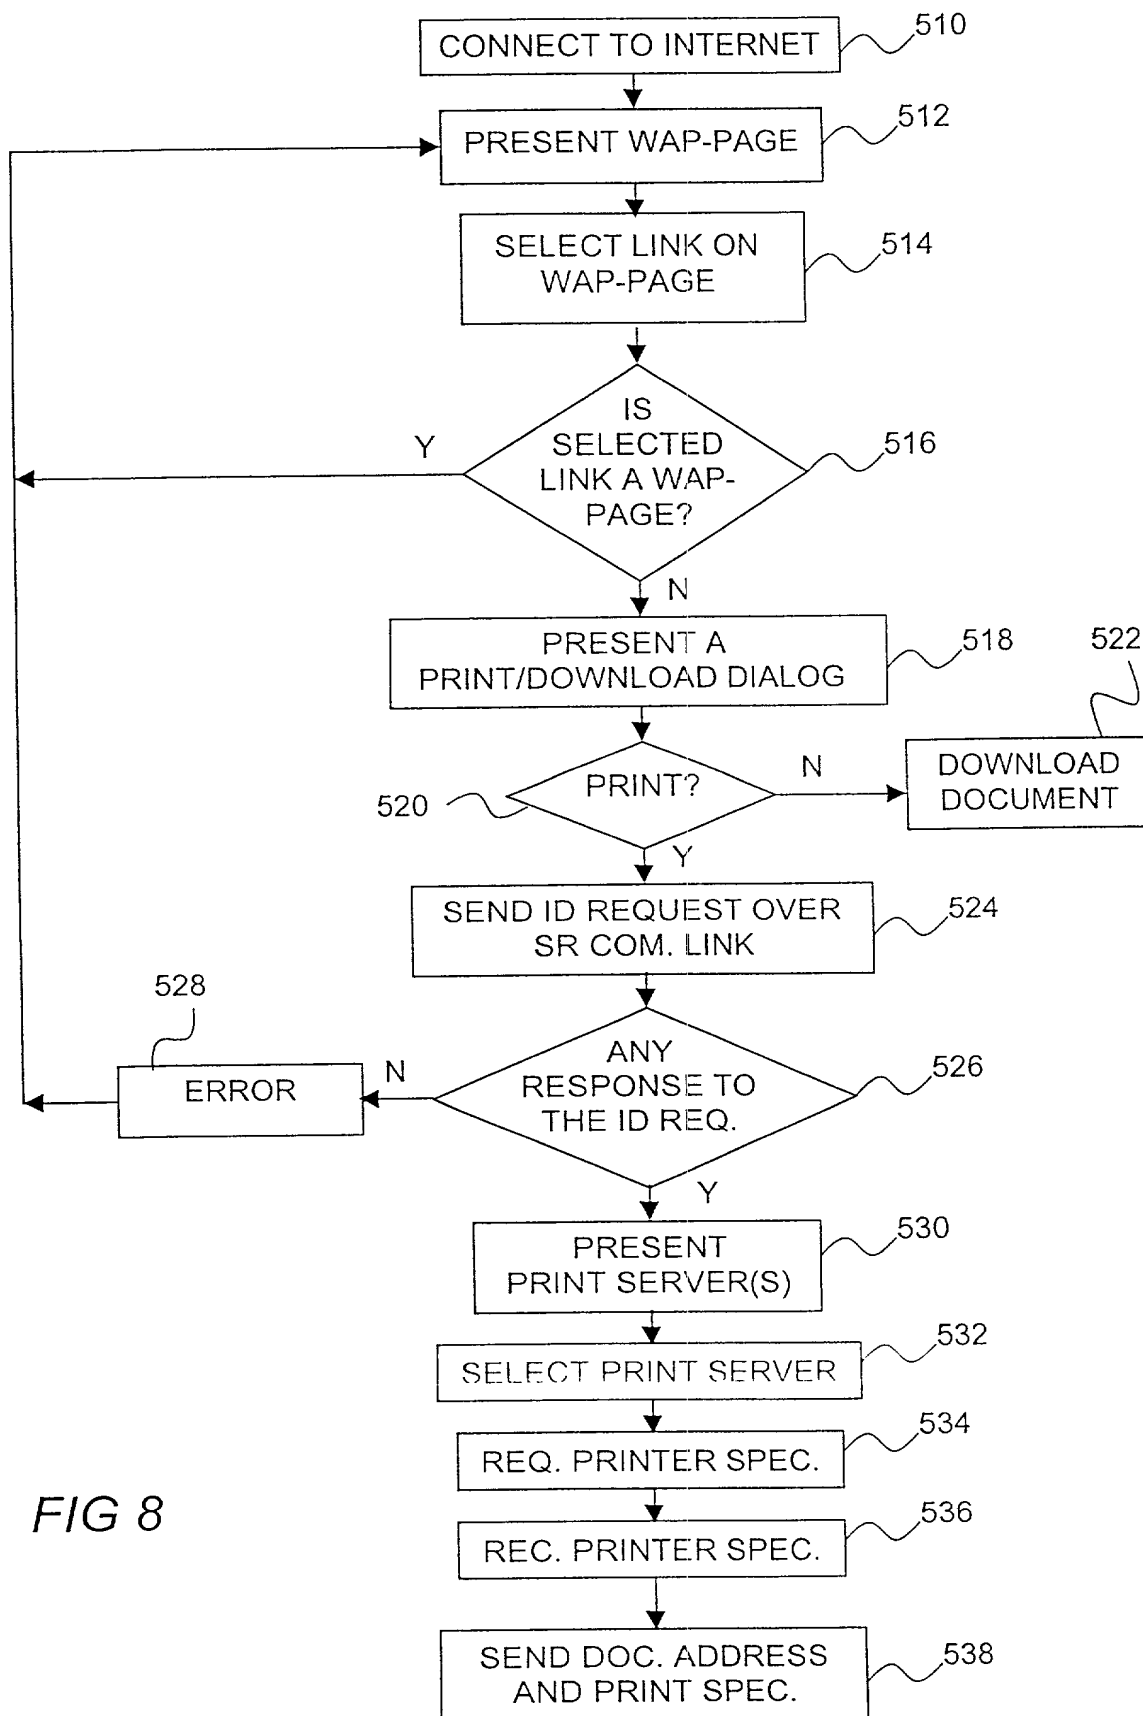 CONNECT TO INTERNET
510
PRESENT WAP-PAGE
512
SELECT LINK ON
WAP-PAGE
514
IS
SELECTED
LINK A WAP-
PAGE?
516
Y
N
PRESENT A
PRINT/DOWNLOAD DIALOG
518
522
PRINT?
520
N
DOWNLOAD
DOCUMENT
Y
SEND ID REQUEST OVER
SR COM. LINK
524
528
ERROR
N
ANY
RESPONSE TO
THE ID REQ.
526
Y
PRESENT
PRINT SERVER(S)
530
SELECT PRINT SERVER
532
REQ. PRINTER SPEC.
534
REC. PRINTER SPEC.
536
SEND DOC. ADDRESS
AND PRINT SPEC.
538
FIG 8